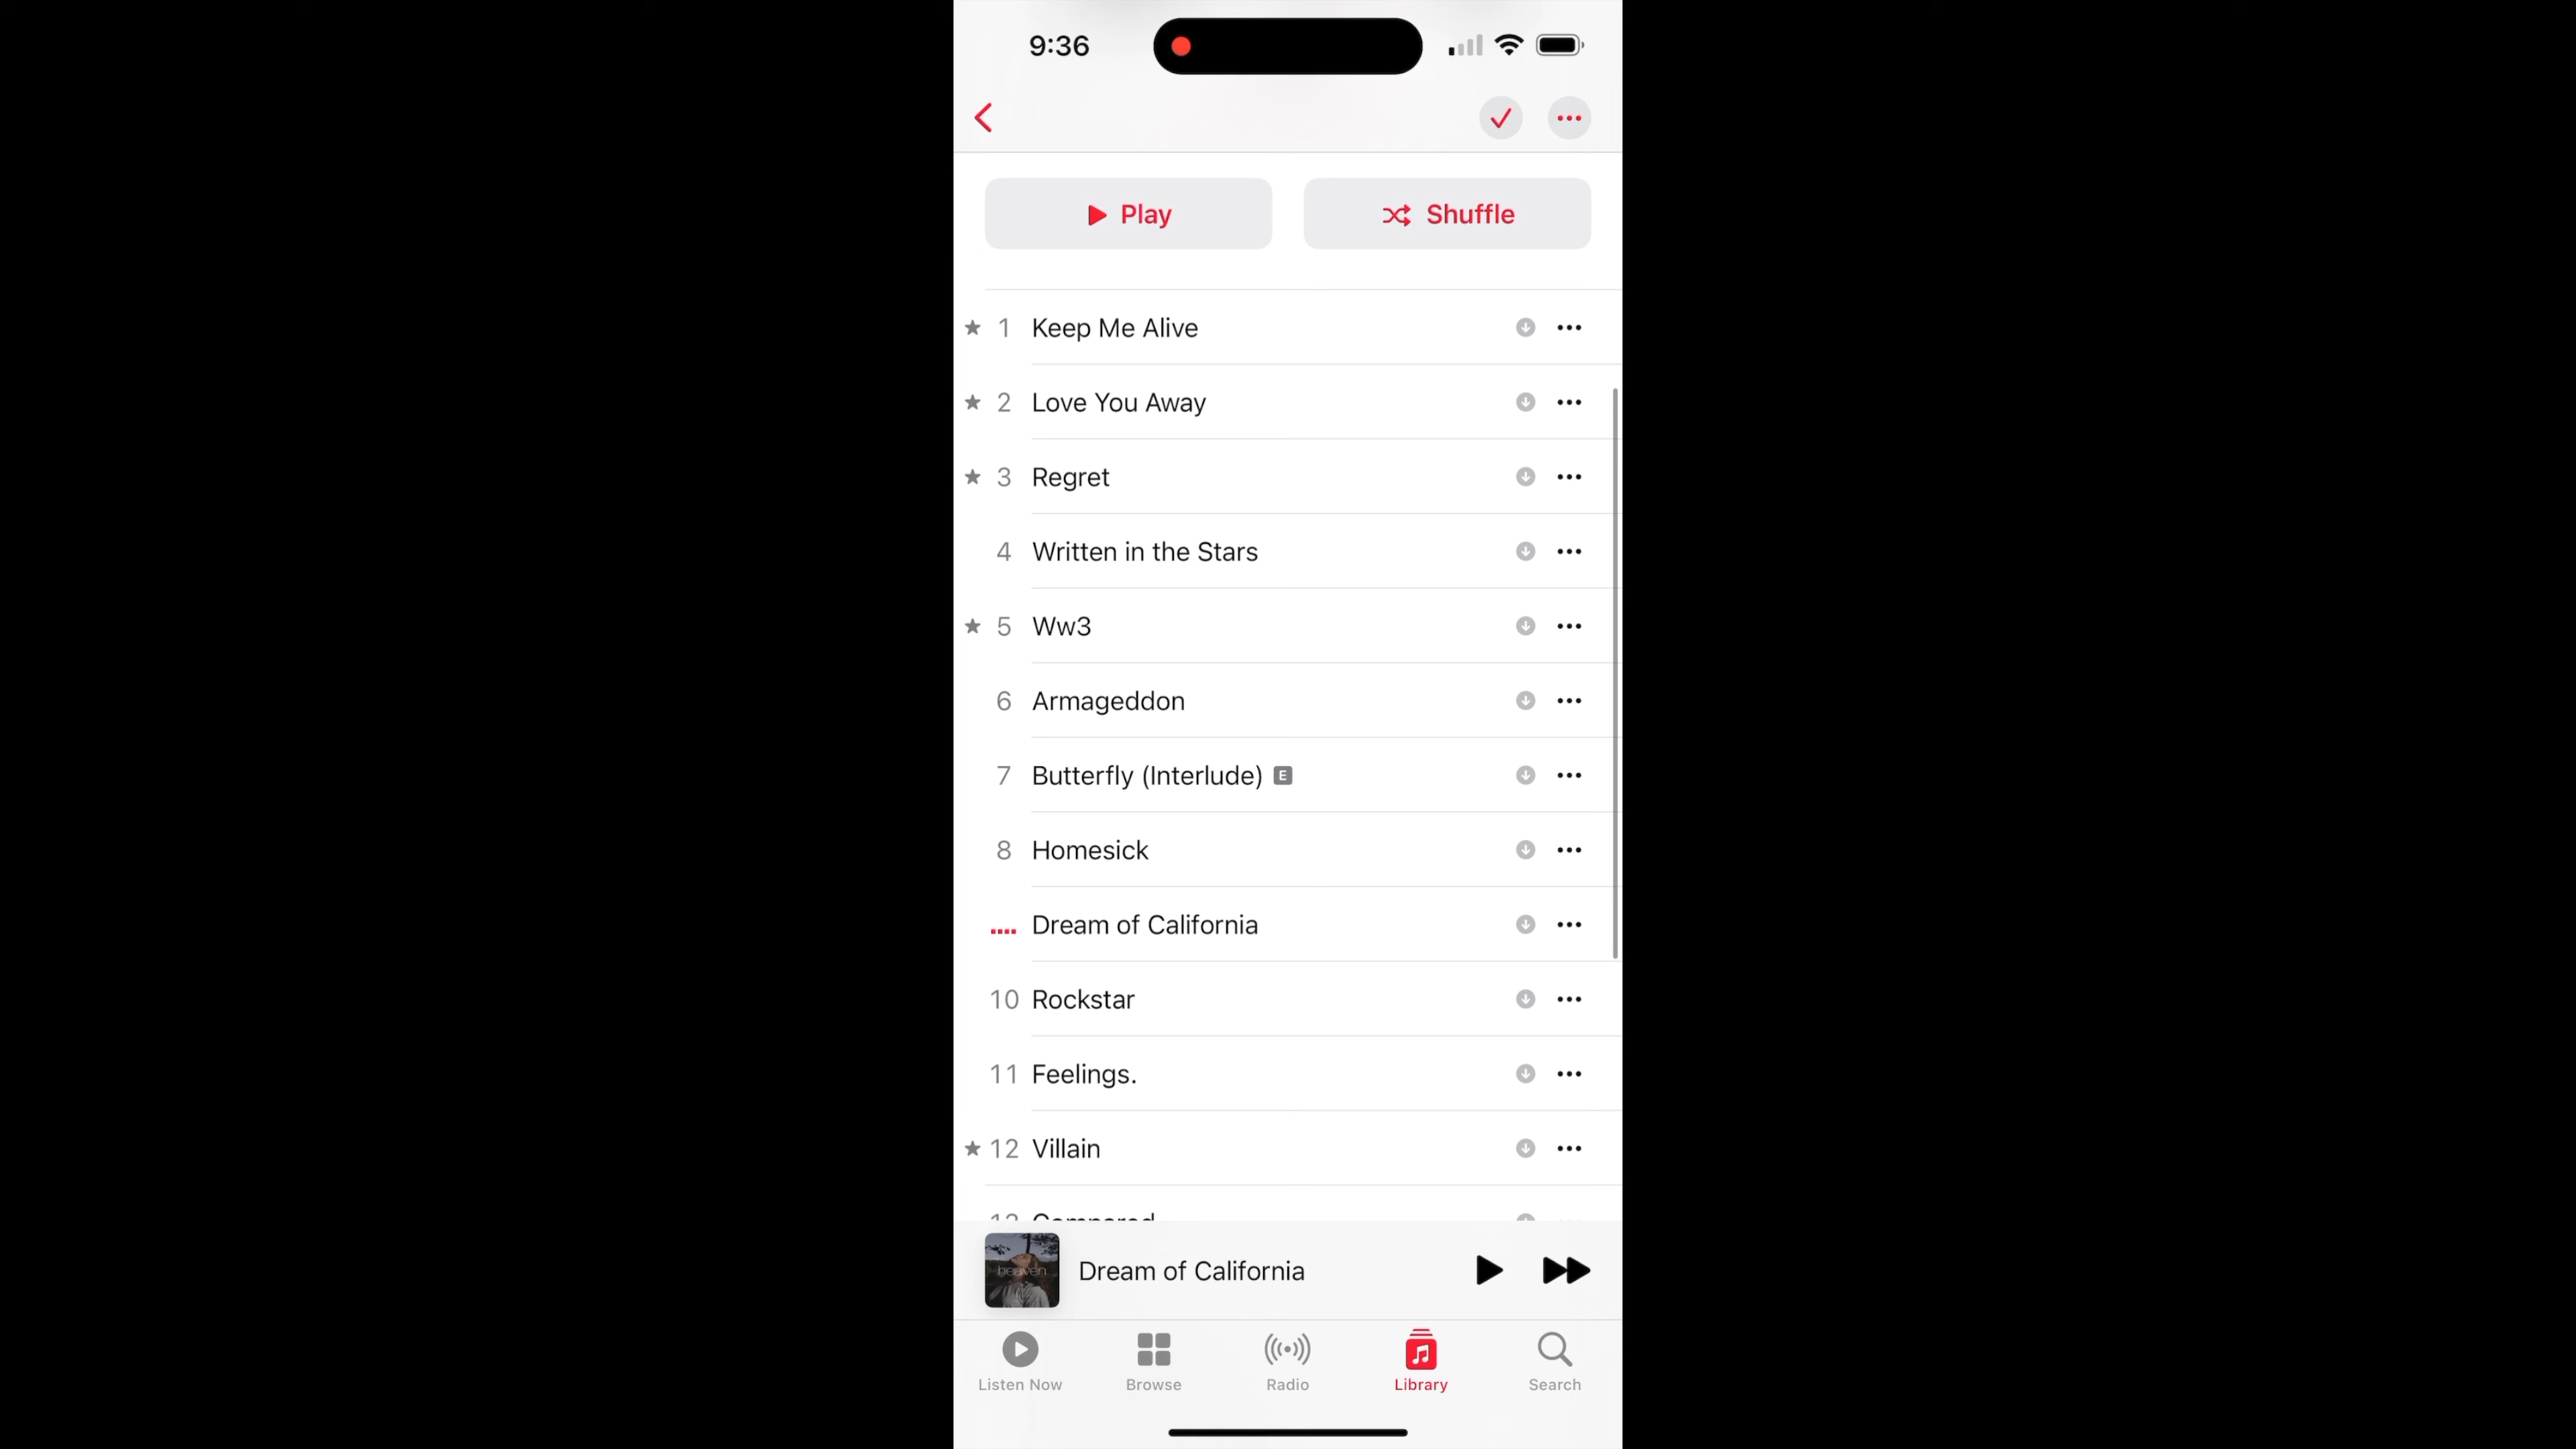 9:36
Play
Shuffle
1 Keep Me Alive
2 Love You Away
3 Regret
4 Written in the Stars
5 Ww3
6 Armageddon
7 Butterfly (Interlude) E
8 Homesick
Dream of California
10 Rockstar
11 Feelings.
12 Villain
heaven
Dream of California
Listen Now
Browse
Radio
Library
Search